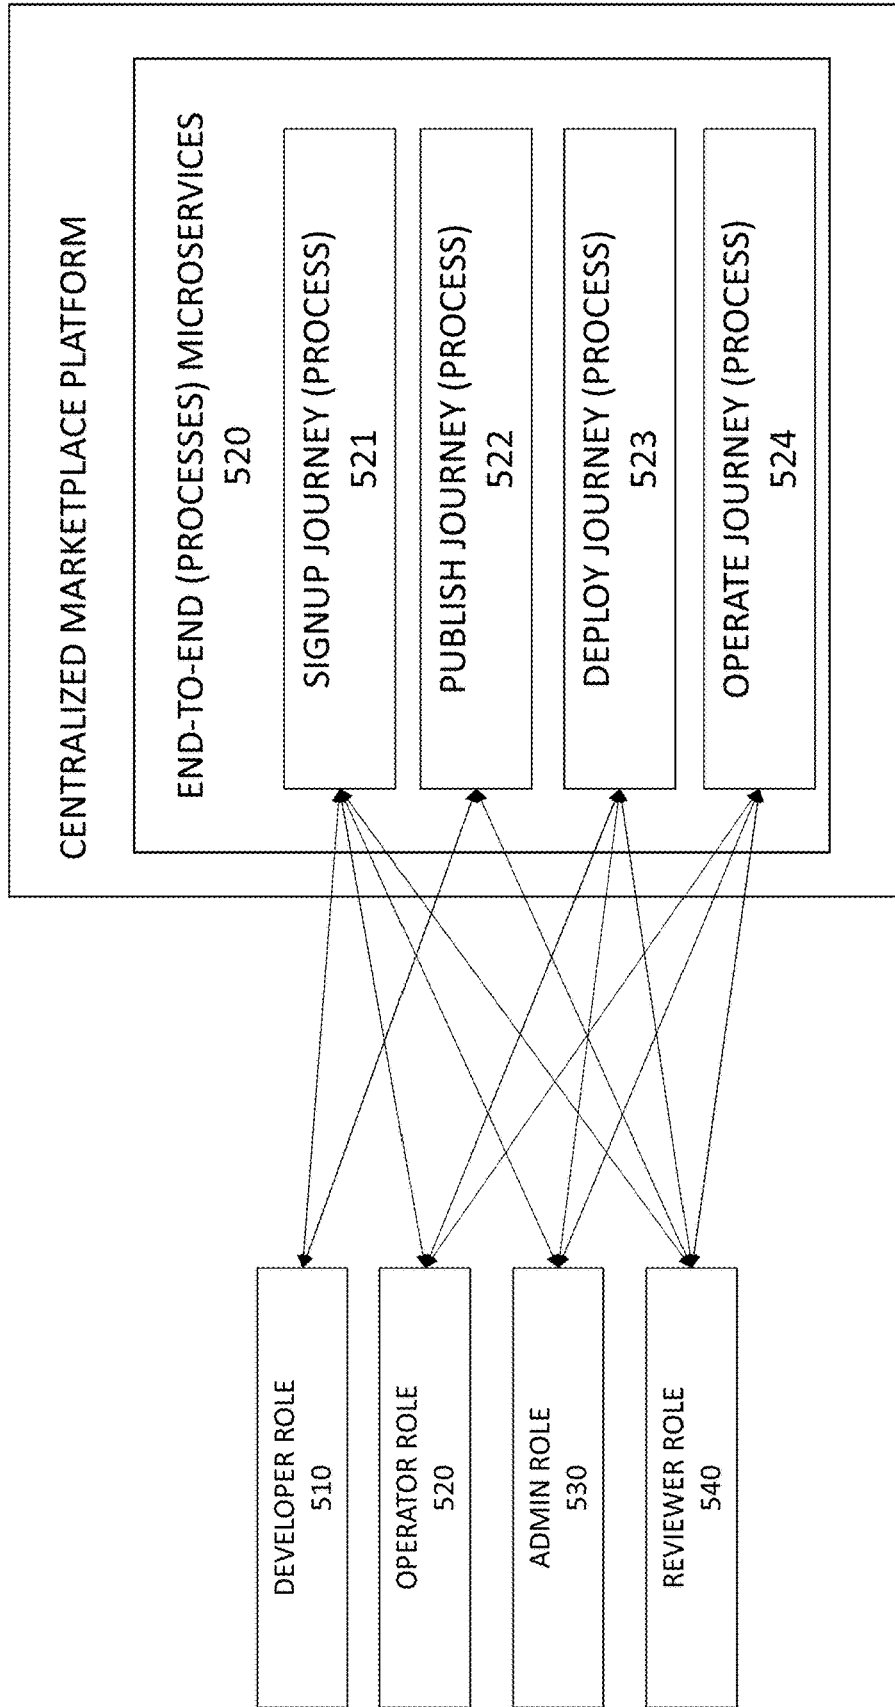 CENTRALIZED MARKETPLACE PLATFORM
END-TO-END (PROCESSES) MICROSERVICES
520
SIGNUP JOURNEY (PROCESS)
521
PUBLISH JOURNEY (PROCESS)
522
DEPLOY JOURNEY (PROCESS)
523
OPERATE JOURNEY (PROCESS)
524
DEVELOPER ROLE
510
OPERATOR ROLE
520
ADMIN ROLE
530
REVIEWER ROLE
540